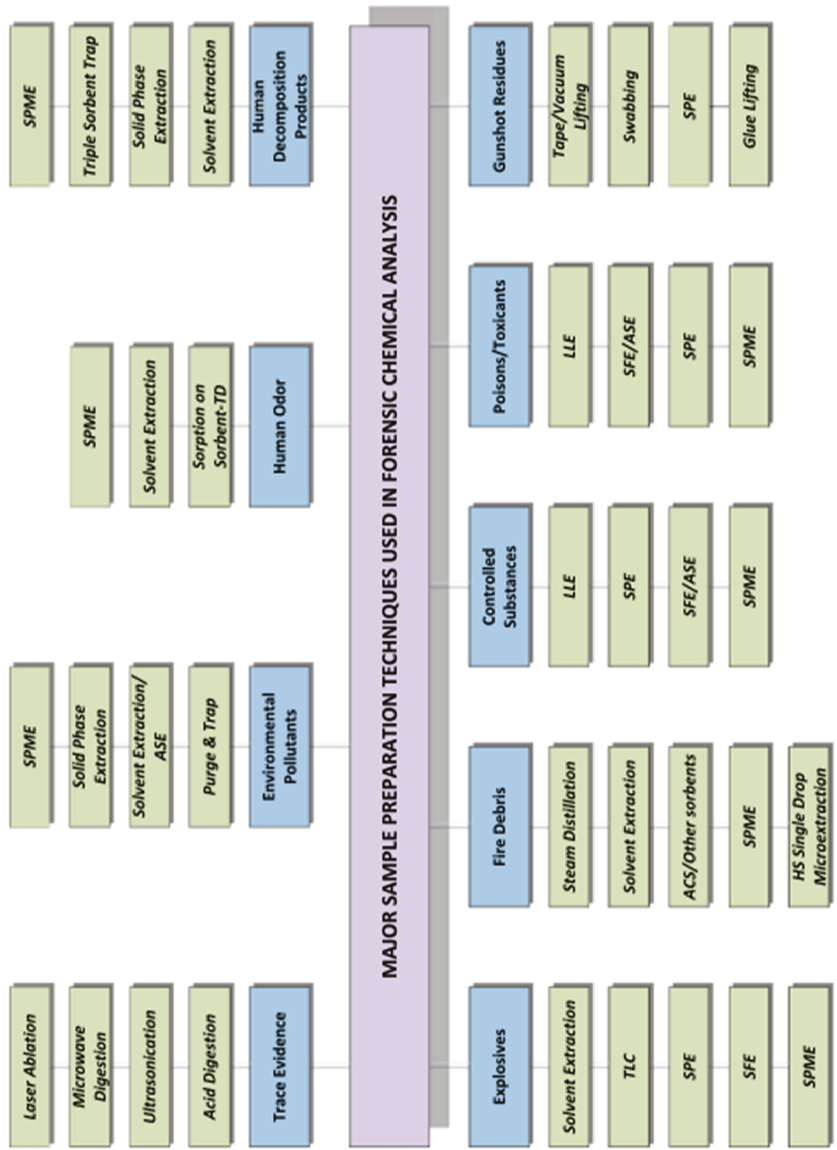 Laser Ablation
Microwave
Digestion
Ultrasonication
Acid Digestion
Trace Evidence
SPME
Solid Phase
Extraction
Solvent Extraction/
ASE
Purge & Trap
Environmental
Pollutants
SPME
Solvent Extraction
Sorption on
Sorbent-TD
Human Odor
SPME
Triple Sorbent Trap
Solid Phase
Extraction
Solvent Extraction
Human
Decomposition
Products
MAJOR SAMPLE PREPARATION TECHNIQUES USED IN FORENSIC CHEMICAL ANALYSIS
Explosives
Solvent Extraction
TLC
SPE
SFE
SPME
Fire Debris
Steam Distillation
Solvent Extraction
ACS/Other sorbents
SPME
HS Single Drop
Microextraction
Controlled
Substances
LLE
SPE
SFE/ASE
SPME
Poisons/Toxicants
LLE
SFE/ASE
SPE
SPME
Gunshot Residues
Tape/Vacuum
Lifting
Swabbing
SPE
Glue Lifting